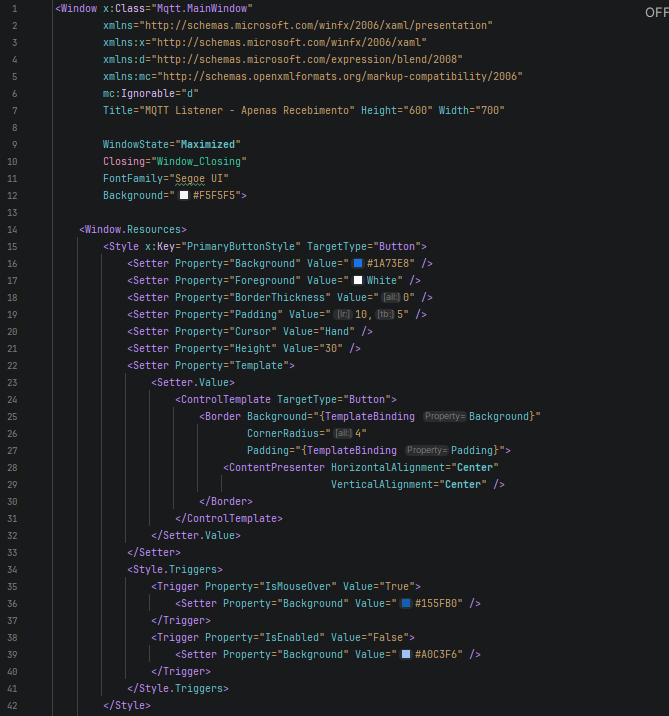 OFF
1 <Window x:Class="Mqtt.MainWindow"
2 xmlns="http://schemas.microsoft.com/winfx/2006/xaml/presentation"
3 xmlns:x="http://schemas.microsoft.com/winfx/2006/xaml"
4 xmlns:d="http://schemas.microsoft.com/expression/blend/2008"
5 xmlns:mc="http://schemas.openxmlformats.org/markup-compatibility/2006"
6 mc:Ignorable="d"
7 Title="MQTT Listener - Apenas Recebimento" Height="600" Width="700"
8
9 WindowState="Maximized"
10 Closing="Window_Closing"
11 FontFamily="Segoe UI"
12 Background="#F5F5F5">
13
14 <Window.Resources>
15 <Style x:Key="PrimaryButtonStyle" TargetType="Button">
16 <Setter Property="Background" Value="#1A73E8" />
17 <Setter Property="Foreground" Value="White" />
18 <Setter Property="BorderThickness" Value="[all:]0" />
19 <Setter Property="Padding" Value="[lr:]10,[tb:]5" />
20 <Setter Property="Cursor" Value="Hand" />
21 <Setter Property="Height" Value="30" />
22 <Setter Property="Template">
23 <Setter.Value>
24 <ControlTemplate TargetType="Button">
25 <Border Background="{TemplateBinding Property=Background}"
26 CornerRadius="[all:]4"
27 Padding="{TemplateBinding Property=Padding}">
28 <ContentPresenter HorizontalAlignment="Center"
29 VerticalAlignment="Center" />
30 </Border>
31 </ControlTemplate>
32 </Setter.Value>
33 </Setter>
34 <Style.Triggers>
35 <Trigger Property="IsMouseOver" Value="True">
36 <Setter Property="Background" Value="#155FB0" />
37 </Trigger>
38 <Trigger Property="IsEnabled" Value="False">
39 <Setter Property="Background" Value="#A0C3F6" />
40 </Trigger>
41 </Style.Triggers>
42 </Style>